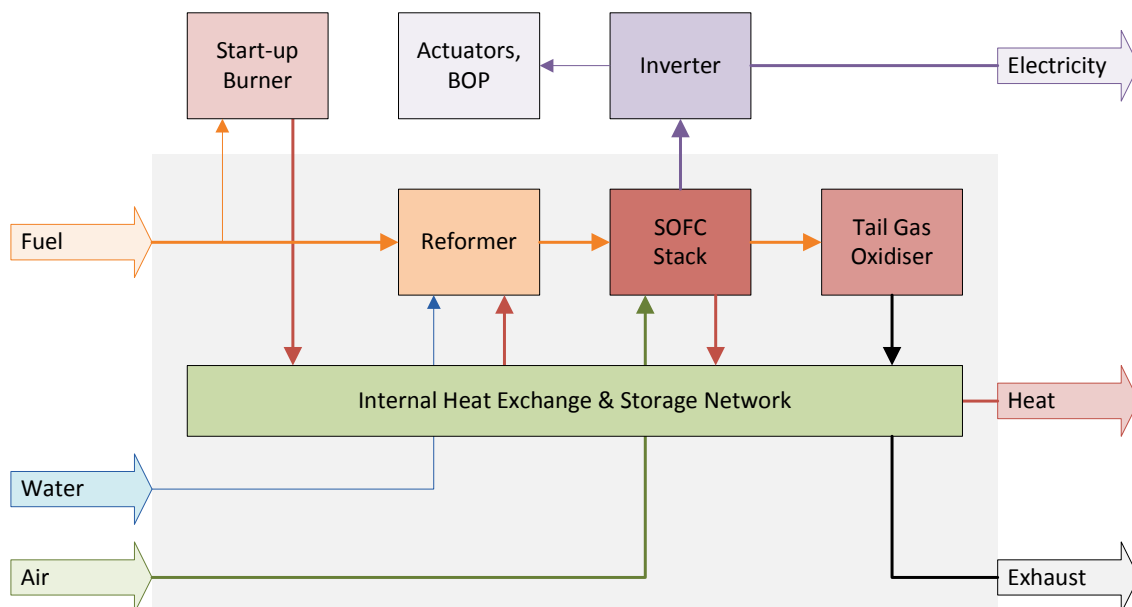 Start-up
Burner
Actuators,
BOP
Inverter
Electricity
Fuel
Reformer
SOFC
Stack
Tail Gas
Oxidiser
Internal Heat Exchange & Storage Network
Heat
Water
Air
Exhaust